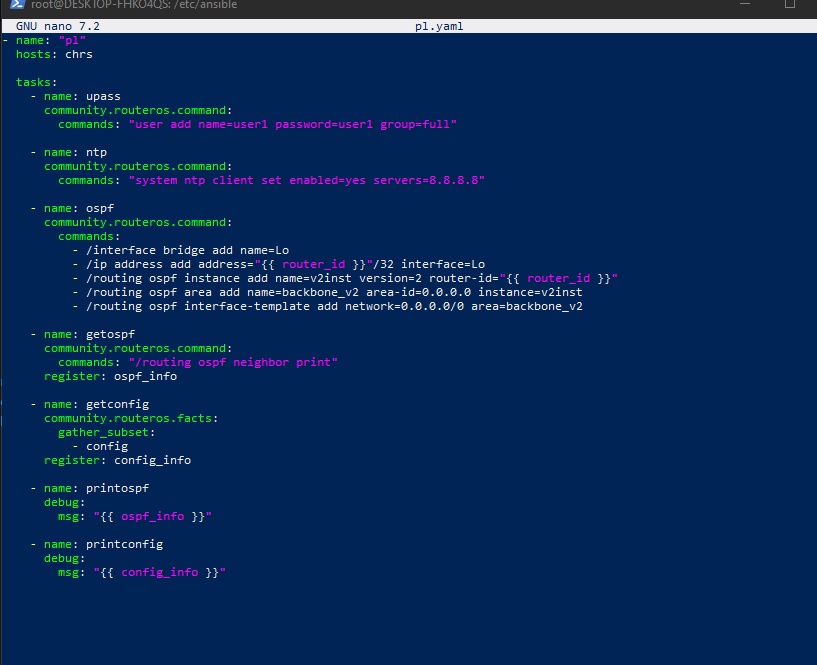 root@DESKTOP-FHKO4QS: /etc/ansible
GNU nano 7.2 pl.yaml
- name: "pl"
  hosts: chrs

  tasks:
    - name: upass
      community.routeros.command:
        commands: "user add name=user1 password=user1 group=full"

    - name: ntp
      community.routeros.command:
        commands: "system ntp client set enabled=yes servers=8.8.8.8"

    - name: ospf
      community.routeros.command:
        commands:
          - /interface bridge add name=Lo
          - /ip address add address="{{ router_id }}"/32 interface=Lo
          - /routing ospf instance add name=v2inst version=2 router-id="{{ router_id }}"
          - /routing ospf area add name=backbone_v2 area-id=0.0.0.0 instance=v2inst
          - /routing ospf interface-template add network=0.0.0.0/0 area=backbone_v2

    - name: getospf
      community.routeros.command:
        commands: "/routing ospf neighbor print"
      register: ospf_info

    - name: getconfig
      community.routeros.facts:
        gather_subset:
          - config
      register: config_info

    - name: printospf
      debug:
        msg: "{{ ospf_info }}"

    - name: printconfig
      debug:
        msg: "{{ config_info }}"